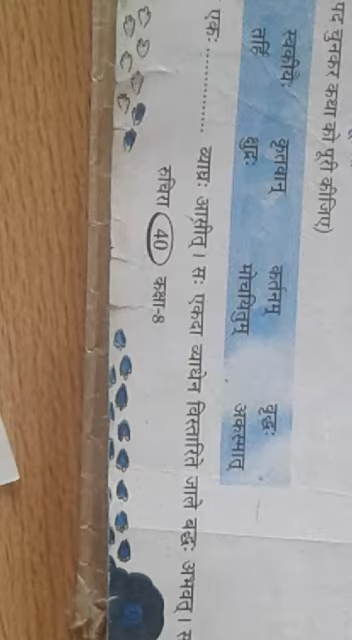 पद चुनकर कथा को पूरी कीजिए)
स्वकीयैः कृतवान् कर्तनम् वृद्धः
तर्हि क्षुद्रः मोचयितुम् अकस्मात्
एकः .................. व्याघ्रः आसीत्। सः एकदा व्याधेन विस्तारिते जाले बद्धः अभवत्। स
रुचिरा 40 कक्षा-8